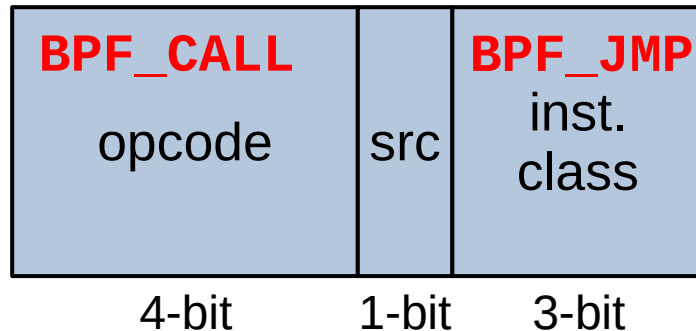 BPF_CALL
opcode
src
BPF_JMP
inst.
class
4-bit
1-bit
3-bit